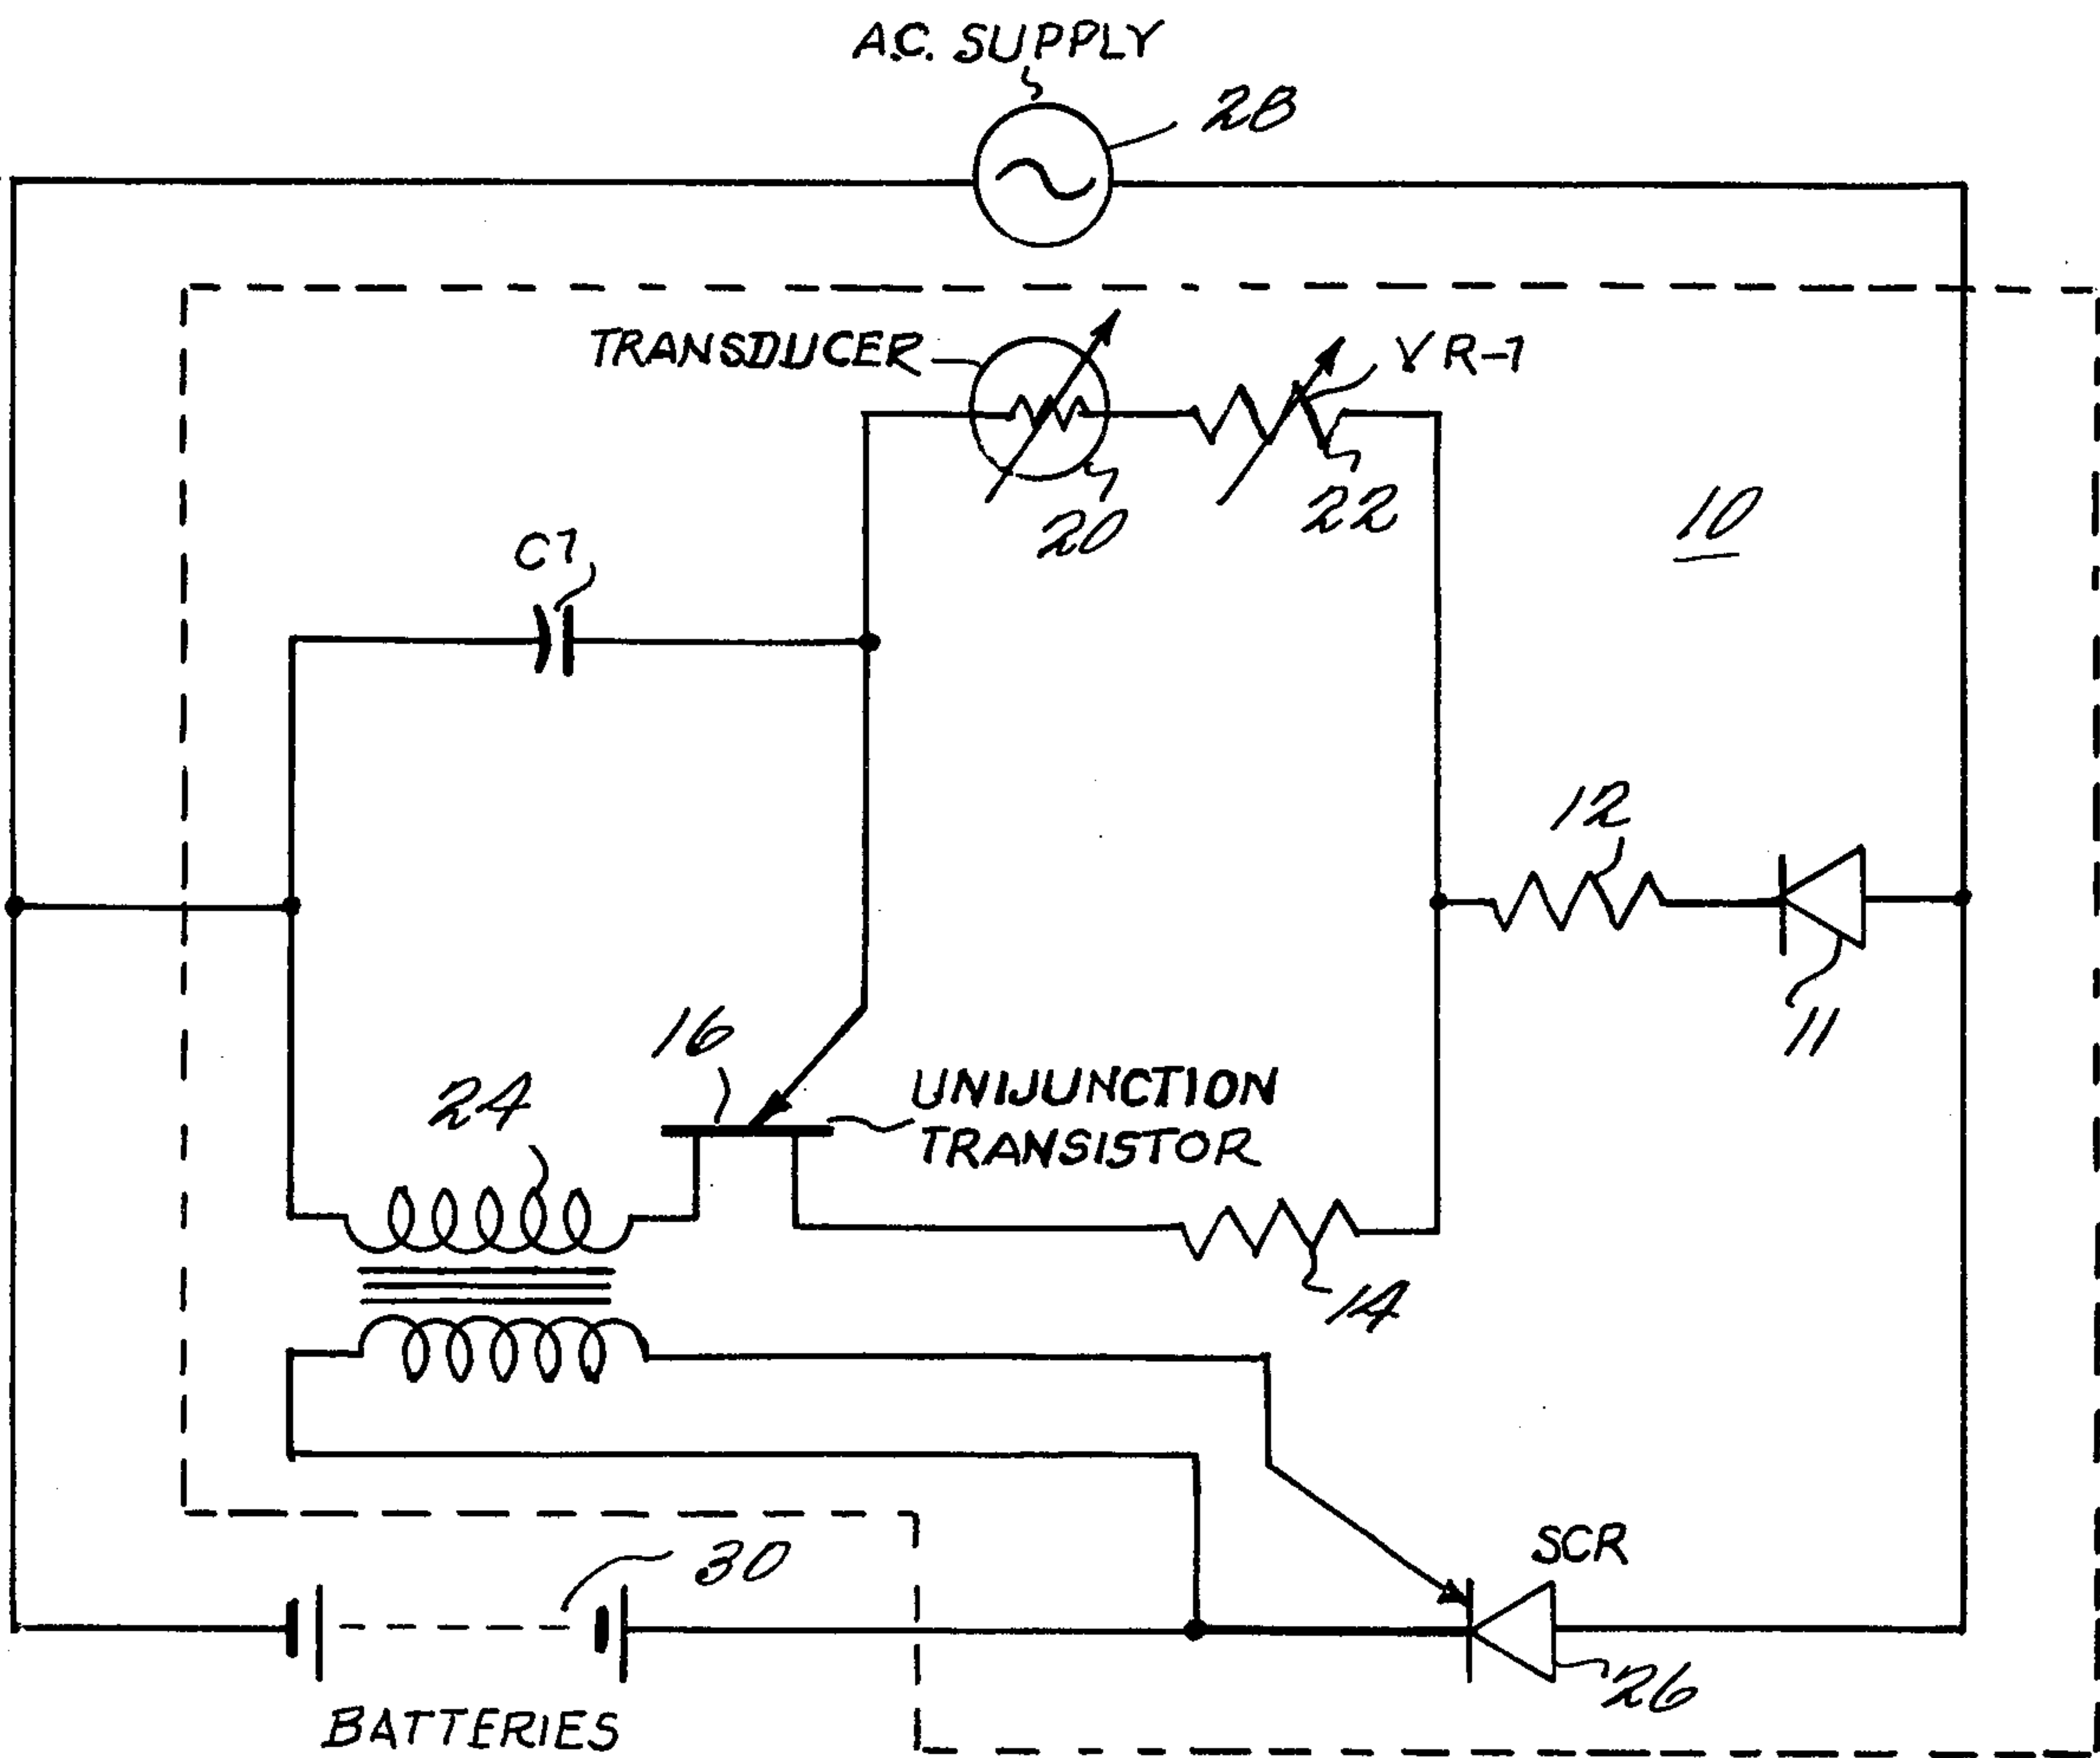 A.C. SUPPLY
28
TRANSDUCER
VR-1
20
22
10
C1
12
11
16
24
UNIJUNCTION
TRANSISTOR
14
30
SCR
26
BATTERIES